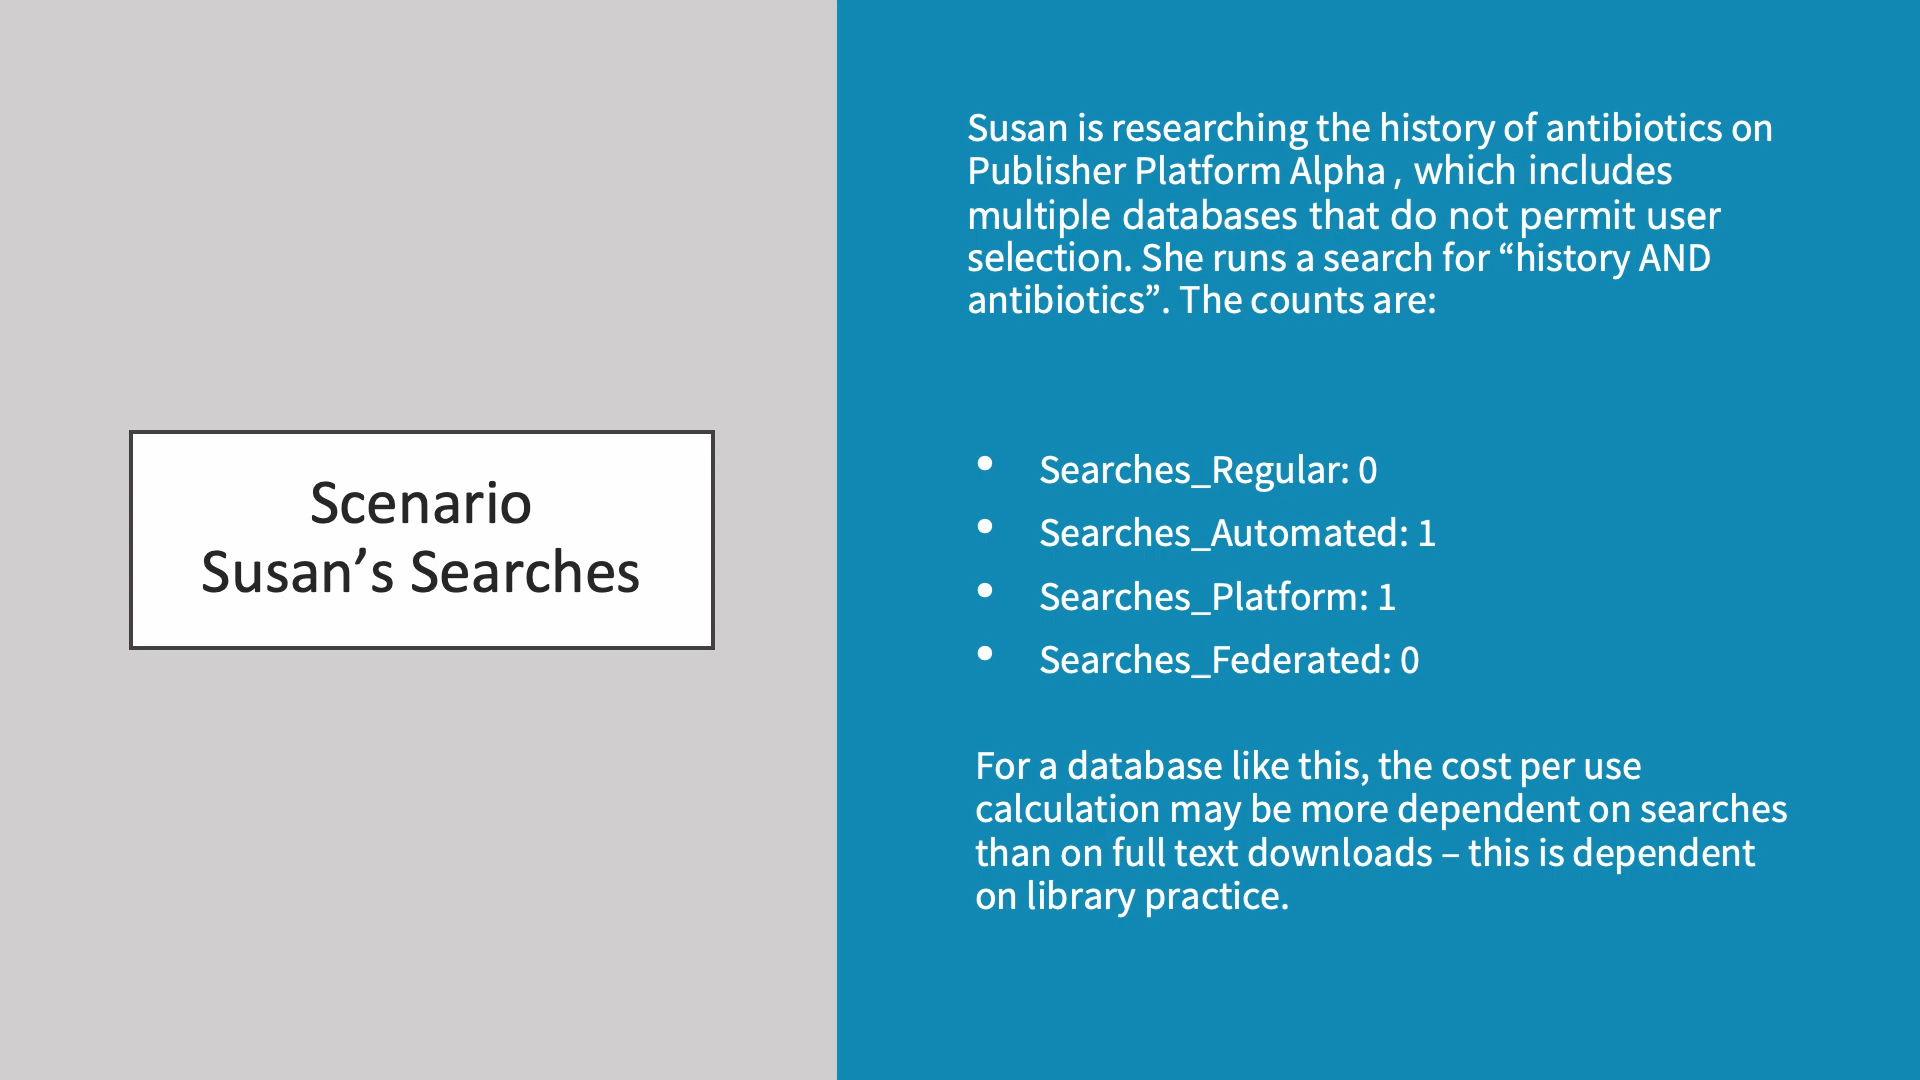 Scenario
Susan’s Searches
Susan is researching the history of antibiotics on
Publisher Platform Alpha , which includes
multiple databases that do not permit user
selection. She runs a search for “history AND
antibiotics”. The counts are:
• Searches_Regular: 0
• Searches_Automated: 1
• Searches_Platform: 1
• Searches_Federated: 0
For a database like this, the cost per use
calculation may be more dependent on searches
than on full text downloads – this is dependent
on library practice.